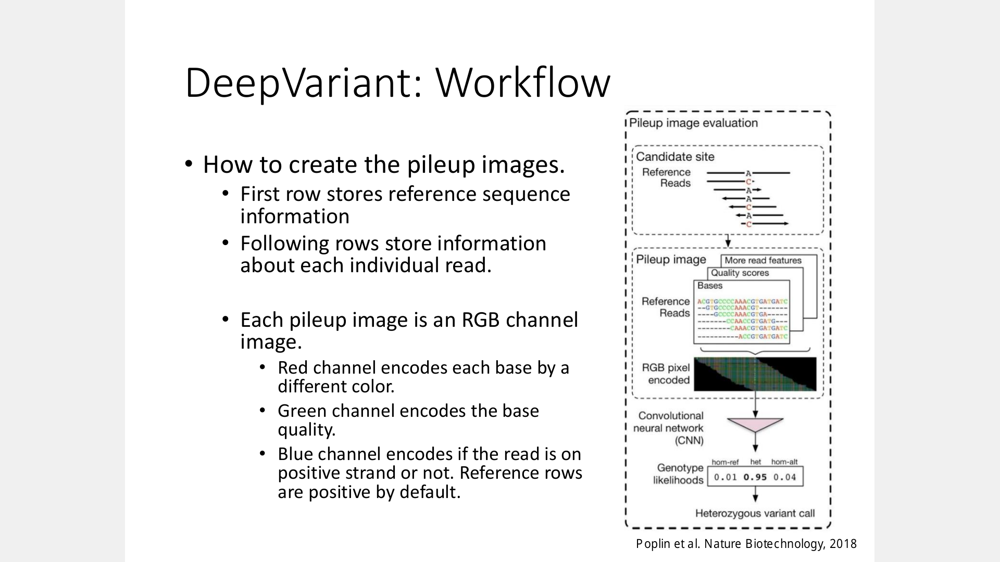 DeepVariant: Workflow
• How to create the pileup images.
• First row stores reference sequence
information
• Following rows store information
about each individual read.
• Each pileup image is an RGB channel
image.
• Red channel encodes each base by a
different color.
• Green channel encodes the base
quality.
• Blue channel encodes if the read is on
positive strand or not. Reference rows
are positive by default.
Pileup image evaluation
Candidate site
Reference
Reads
A
C
A
A
C
A
C
Pileup image
More read features
Quality scores
Bases
Reference
Reads
ACGTGCCCCAAACGTGATGATC
--GTGCCCCAAACGT-------
----GCCCCAAACGTGA-----
-------CCAACCGTGATG---
--------CAAACGTGATGATC
----------ACCGTGATGATC
RGB pixel
encoded
Convolutional
neural network
(CNN)
hom-ref het hom-alt
Genotype
likelihoods
0.01 0.95 0.04
Heterozygous variant call
Poplin et al. Nature Biotechnology, 2018